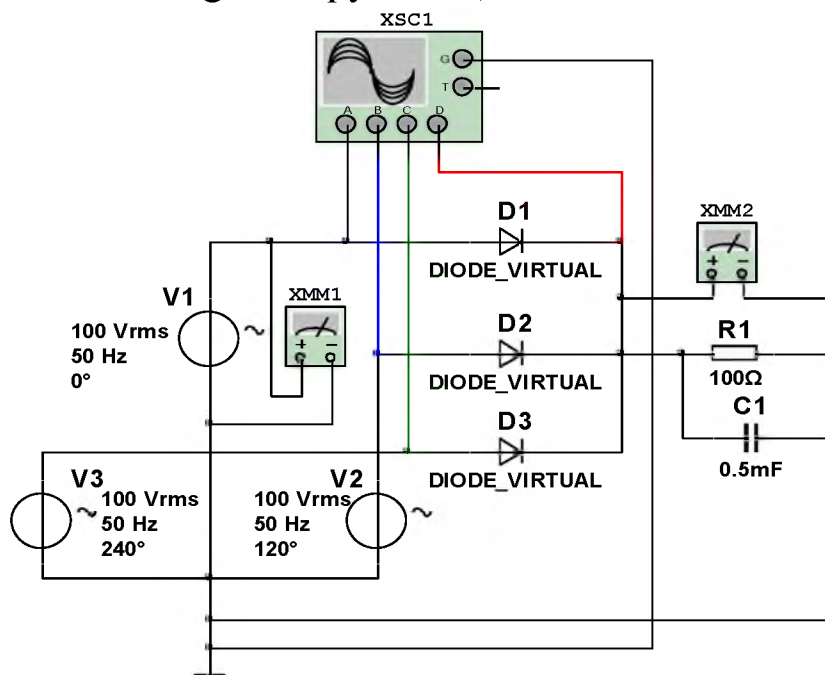 XSC1
G
T
A B C D
D1
DIODE_VIRTUAL
XMM2
+ −
V1
100 Vrms
50 Hz
0°
XMM1
+ −
D2
DIODE_VIRTUAL
R1
100Ω
C1
0.5mF
D3
DIODE_VIRTUAL
V3
100 Vrms
50 Hz
240°
V2
100 Vrms
50 Hz
120°